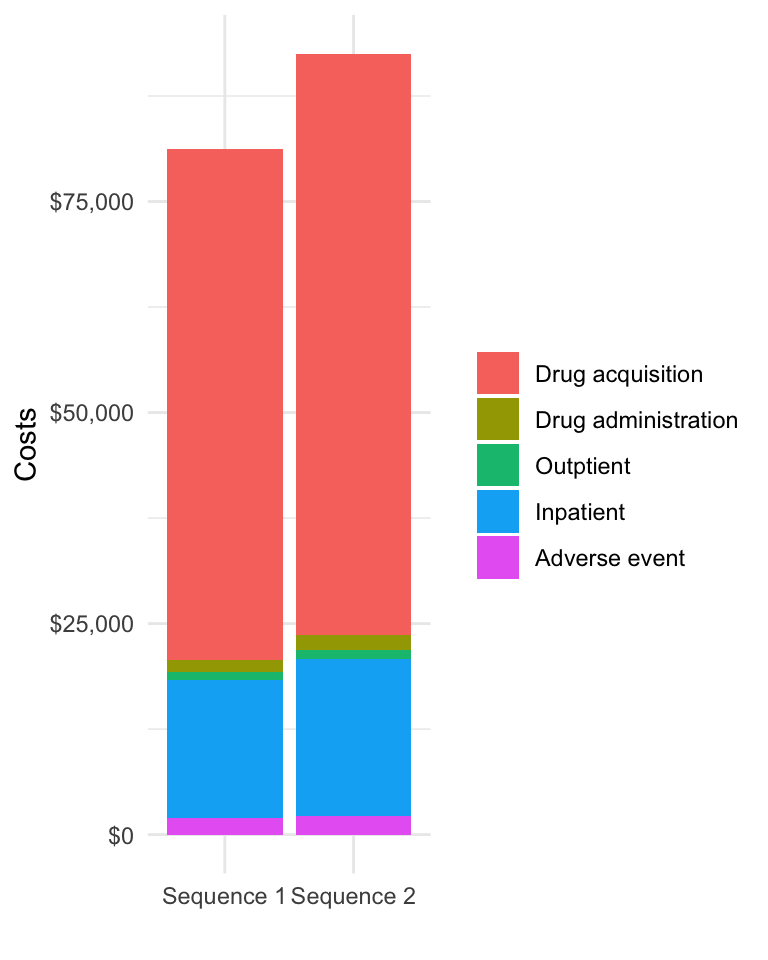 Costs
$75,000
$50,000
$25,000
$0
Sequence 1 Sequence 2
Drug acquisition
Drug administration
Outptient
Inpatient
Adverse event